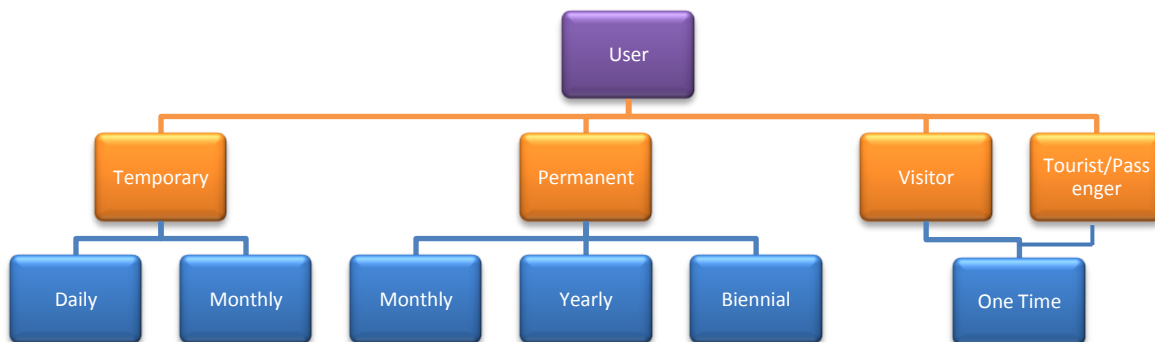 User
Temporary
Permanent
Visitor
Tourist/Pass
enger
Daily
Monthly
Monthly
Yearly
Biennial
One Time